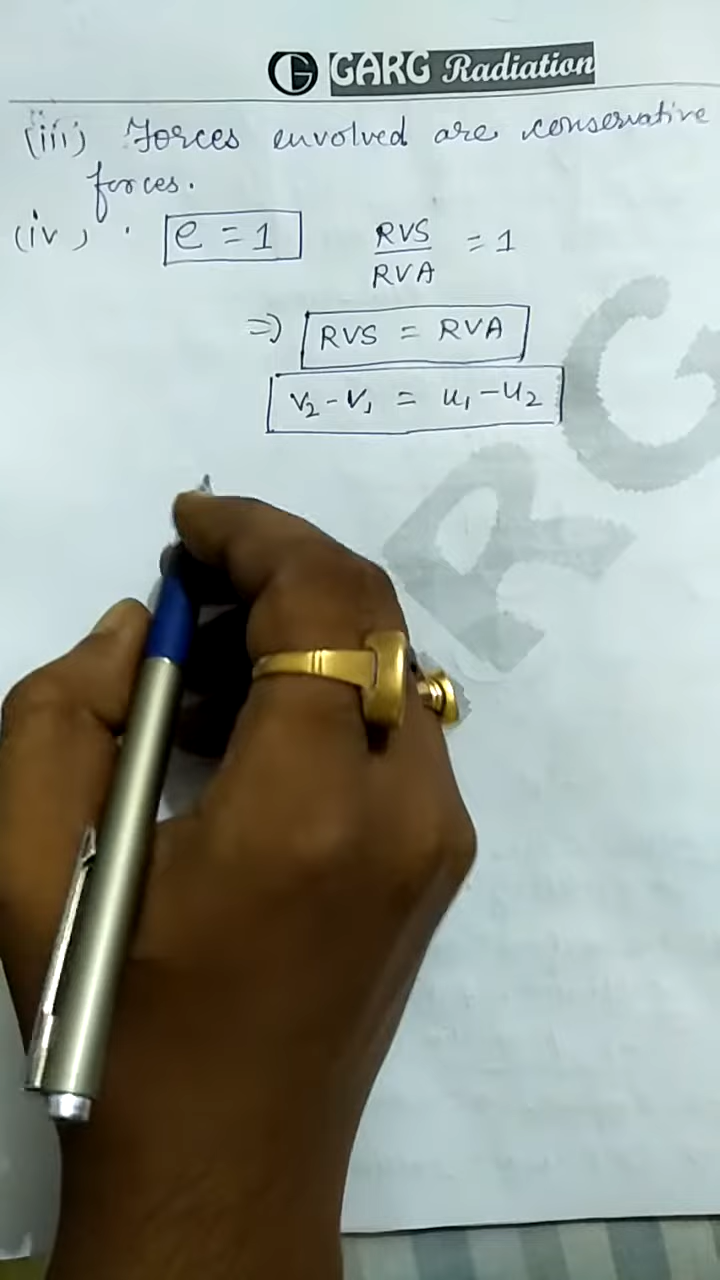 G GARG Radiation
(iii) Forces envolved are conservative
forces.
(iv) . e = 1 RVS/RVA = 1
=> RVS = RVA
v₂ - v₁ = u₁ - u₂
RG